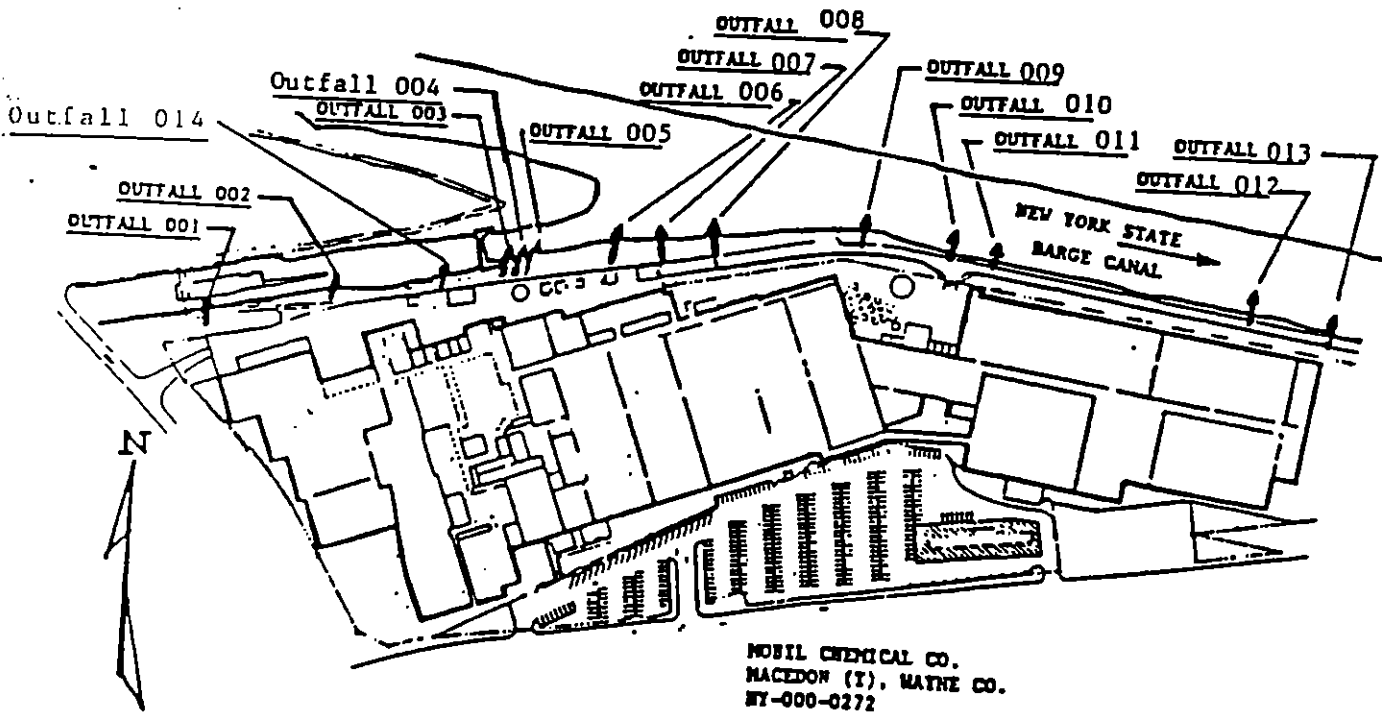 OUTFALL 008
OUTFALL 007
OUTFALL 006
OUTFALL 009
Outfall 004
OUTFALL 003
OUTFALL 010
Outfall 014
OUTFALL 005
OUTFALL 011
OUTFALL 013
OUTFALL 012
OUTFALL 002
OUTFALL 001
NEW YORK STATE
BARGE CANAL
N
MOBIL CHEMICAL CO.
MACEDON (T), WAYNE CO.
NY-000-0272